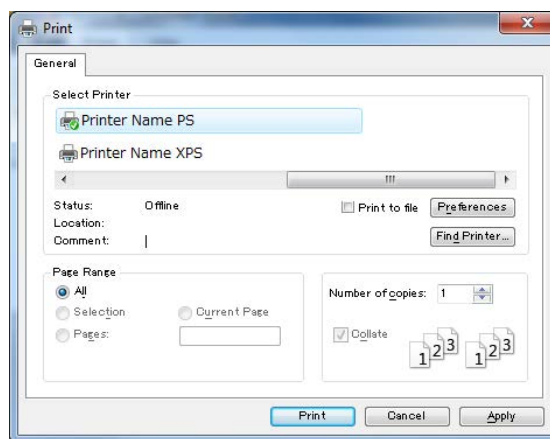 Print
General
Select Printer
Printer Name PS
Printer Name XPS
Status: Offline
Print to file
Preferences
Location:
Comment:
Find Printer...
Page Range
All
Selection
Current Page
Pages:
Number of copies: 1
Collate
1 2 3 1 2 3
Print Cancel Apply